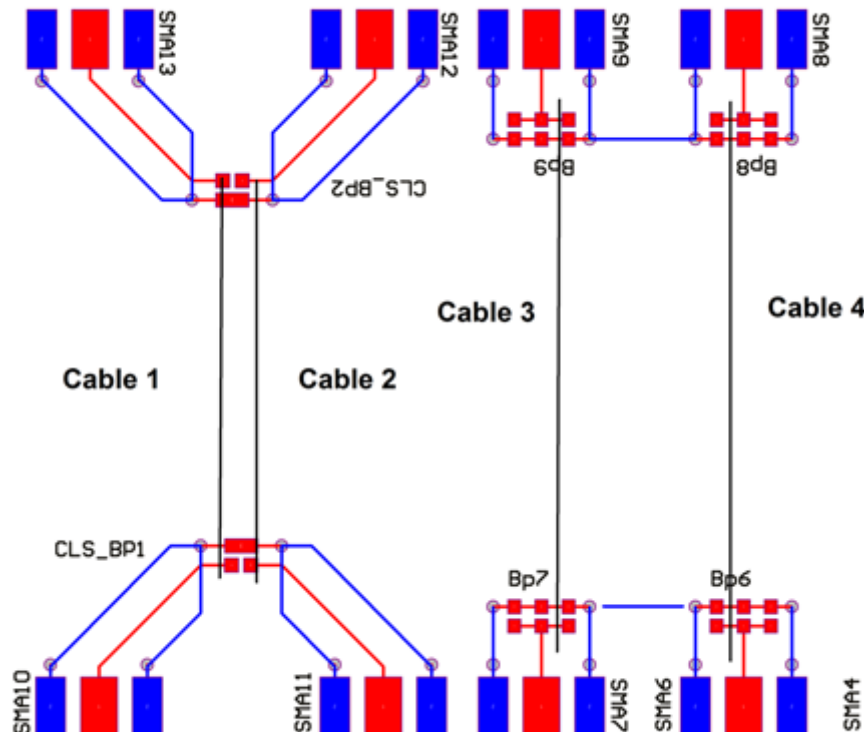 SMA13
SMA12
SMA9
SMA8
CLS_BP2
Bp9
Bp8
Cable 3
Cable 4
Cable 1
Cable 2
CLS_BP1
Bp7
Bp6
SMA10
SMA11
SMA7
SMA6
SMA4